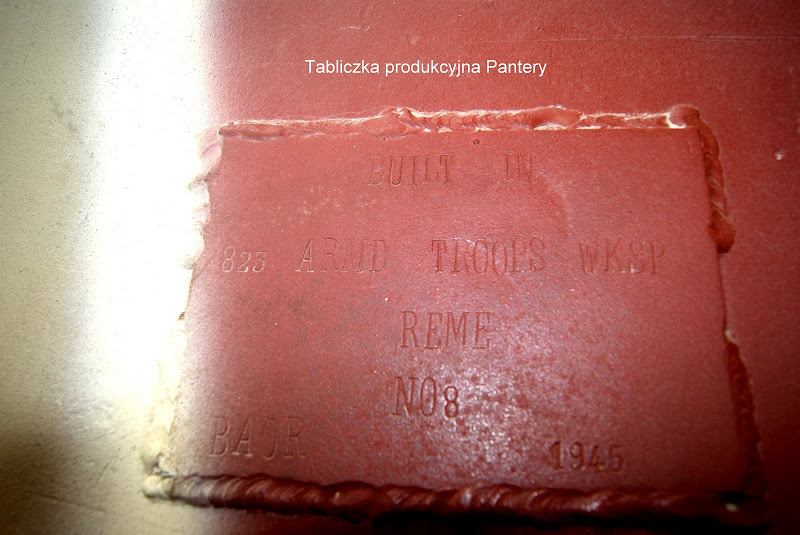 Tabliczka produkcyjna Pantery
BUILT IN
823 ARMD TROOPS WKSP
REME
NO8
BAOR 1945